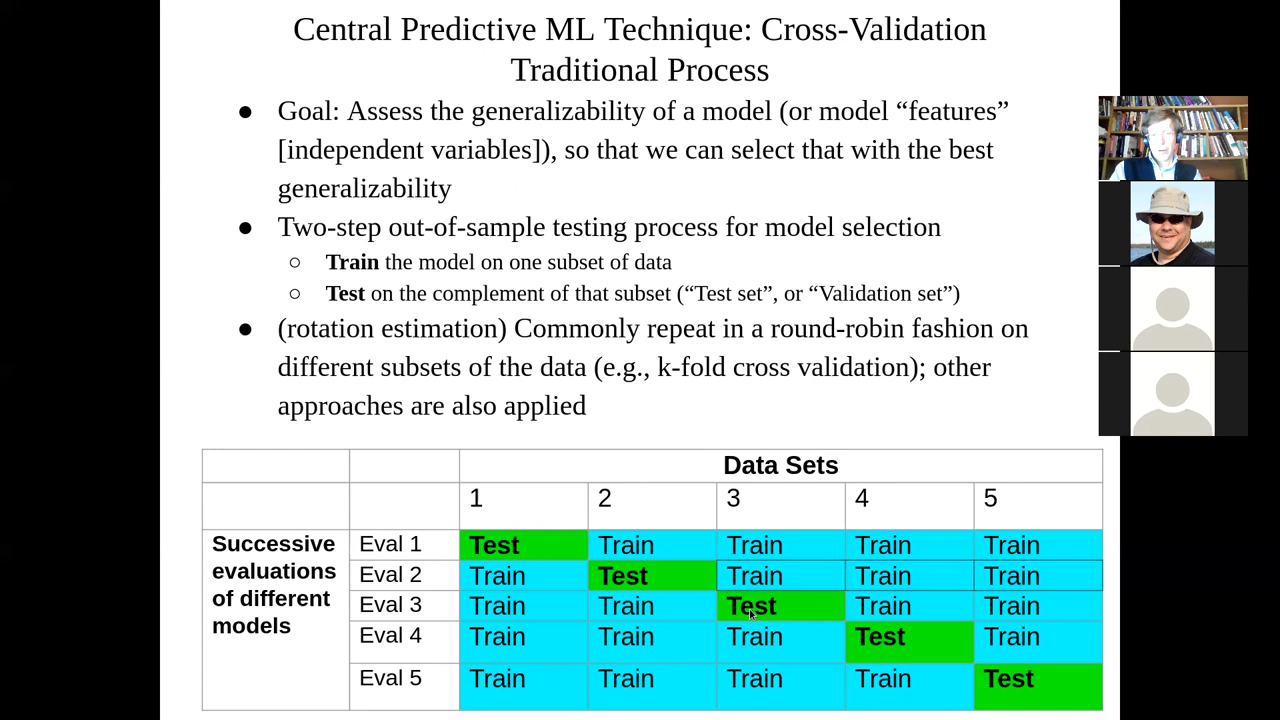 Central Predictive ML Technique: Cross-Validation
Traditional Process
● Goal: Assess the generalizability of a model (or model “features”
[independent variables]), so that we can select that with the best
generalizability
● Two-step out-of-sample testing process for model selection
○ Train the model on one subset of data
○ Test on the complement of that subset (“Test set”, or “Validation set”)
● (rotation estimation) Commonly repeat in a round-robin fashion on
different subsets of the data (e.g., k-fold cross validation); other
approaches are also applied
Data Sets
1 2 3 4 5
Successive
evaluations
of different
models
Eval 1 Test Train Train Train Train
Eval 2 Train Test Train Train Train
Eval 3 Train Train Test Train Train
Eval 4 Train Train Train Test Train
Eval 5 Train Train Train Train Test